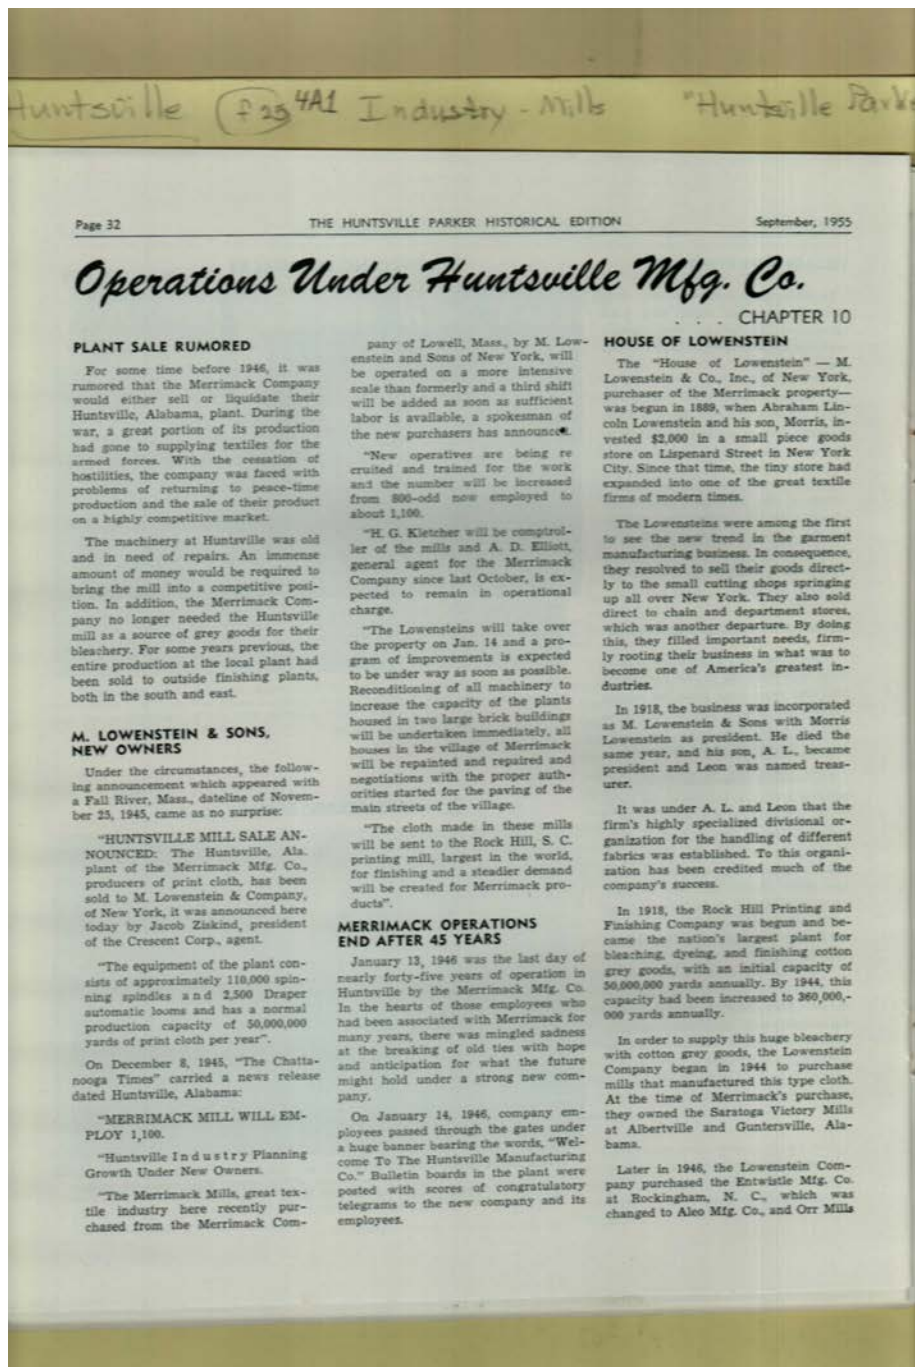 Huntsville f 23 4A1 Industry - Mills "Huntsville Parke
Page 32
THE HUNTSVILLE PARKER HISTORICAL EDITION
September, 1955
Operations Under Huntsville Mfg. Co.
. . . CHAPTER 10
PLANT SALE RUMORED
For some time before 1946, it was
rumored that the Merrimack Company
would either sell or liquidate their
Huntsville, Alabama, plant. During the
war, a great portion of its production
had gone to supplying textiles for the
armed forces. With the cessation of
hostilities, the company was faced with
problems of returning to peace-time
production and the sale of their product
on a highly competitive market.
The machinery at Huntsville was old
and in need of repairs. An immense
amount of money would be required to
bring the mill into a competitive posi-
tion. In addition, the Merrimack Com-
pany no longer needed the Huntsville
mill as a source of grey goods for their
bleachery. For some years previous, the
entire production at the local plant had
been sold to outside finishing plants,
both in the south and east.
M. LOWENSTEIN & SONS,
NEW OWNERS
Under the circumstances, the follow-
ing announcement which appeared with
a Fall River, Mass., dateline of Novem-
ber 25, 1945, came as no surprise:
"HUNTSVILLE MILL SALE AN-
NOUNCED: The Huntsville, Ala.
plant of the Merrimack Mfg. Co.,
producers of print cloth, has been
sold to M. Lowenstein & Company,
of New York, it was announced here
today by Jacob Ziskind, president
of the Crescent Corp., agent.
"The equipment of the plant con-
sists of approximately 110,000 spin-
ning spindles and 2,500 Draper
automatic looms and has a normal
production capacity of 50,000,000
yards of print cloth per year".
On December 8, 1945, "The Chatta-
nooga Times" carried a news release
dated Huntsville, Alabama:
"MERRIMACK MILL WILL EM-
PLOY 1,100.
"Huntsville Industry Planning
Growth Under New Owners.
"The Merrimack Mills, great tex-
tile industry here recently pur-
chased from the Merrimack Com-
pany of Lowell, Mass., by M. Low-
enstein and Sons of New York, will
be operated on a more intensive
scale than formerly and a third shift
will be added as soon as sufficient
labor is available, a spokesman of
the new purchasers has announced.
"New operatives are being re
cruited and trained for the work
and the number will be increased
from 800-odd now employed to
about 1,100.
"H. G. Kletcher will be comptrol-
ler of the mills and A. D. Elliott,
general agent for the Merrimack
Company since last October, is ex-
pected to remain in operational
charge.
"The Lowensteins will take over
the property on Jan. 14 and a pro-
gram of improvements is expected
to be under way as soon as possible.
Reconditioning of all machinery to
increase the capacity of the plants
housed in two large brick buildings
will be undertaken immediately, all
houses in the village of Merrimack
will be repainted and repaired and
negotiations with the proper auth-
orities started for the paving of the
main streets of the village.
"The cloth made in these mills
will be sent to the Rock Hill, S. C.
printing mill, largest in the world,
for finishing and a steadier demand
will be created for Merrimack pro-
ducts".
MERRIMACK OPERATIONS
END AFTER 45 YEARS
January 13, 1946 was the last day of
nearly forty-five years of operation in
Huntsville by the Merrimack Mfg. Co.
In the hearts of those employees who
had been associated with Merrimack for
many years, there was mingled sadness
at the breaking of old ties with hope
and anticipation for what the future
might hold under a strong new com-
pany.
On January 14, 1946, company em-
ployees passed through the gates under
a huge banner bearing the words, "Wel-
come To The Huntsville Manufacturing
Co." Bulletin boards in the plant were
posted with scores of congratulatory
telegrams to the new company and its
employees.
HOUSE OF LOWENSTEIN
The "House of Lowenstein" — M.
Lowenstein & Co., Inc., of New York,
purchaser of the Merrimack property—
was begun in 1889, when Abraham Lin-
coln Lowenstein and his son, Morris, in-
vested $2,000 in a small piece goods
store on Lispenard Street in New York
City. Since that time, the tiny store had
expanded into one of the great textile
firms of modern times.
The Lowensteins were among the first
to see the new trend in the garment
manufacturing business. In consequence,
they resolved to sell their goods direct-
ly to the small cutting shops springing
up all over New York. They also sold
direct to chain and department stores,
which was another departure. By doing
this, they filled important needs, firm-
ly rooting their business in what was to
become one of America's greatest in-
dustries.
In 1918, the business was incorporated
as M. Lowenstein & Sons with Morris
Lowenstein as president. He died the
same year, and his son, A. L., became
president and Leon was named treas-
urer.
It was under A. L. and Leon that the
firm's highly specialized divisional or-
ganization for the handling of different
fabrics was established. To this organi-
zation has been credited much of the
company's success.
In 1918, the Rock Hill Printing and
Finishing Company was begun and be-
came the nation's largest plant for
bleaching, dyeing, and finishing cotton
grey goods, with an initial capacity of
50,000,000 yards annually. By 1944, this
capacity had been increased to 360,000,-
000 yards annually.
In order to supply this huge bleachery
with cotton grey goods, the Lowenstein
Company began in 1944 to purchase
mills that manufactured this type cloth.
At the time of Merrimack's purchase,
they owned the Saratoga Victory Mills
at Albertville and Guntersville, Ala-
bama.
Later in 1946, the Lowenstein Com-
pany purchased the Entwistle Mfg. Co.
at Rockingham, N. C., which was
changed to Aleo Mfg. Co., and Orr Mills